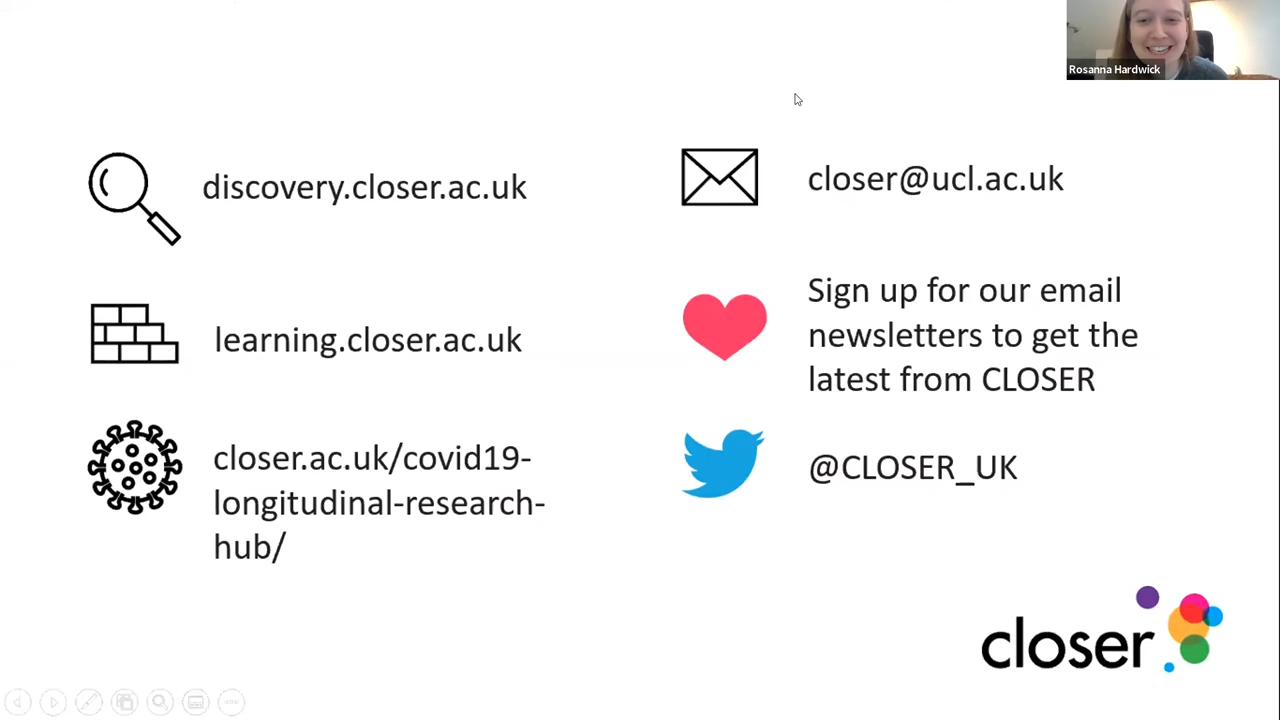 Rosanna Hardwick
discovery.closer.ac.uk
learning.closer.ac.uk
closer.ac.uk/covid19-
longitudinal-research-
hub/
closer@ucl.ac.uk
Sign up for our email
newsletters to get the
latest from CLOSER
@CLOSER_UK
closer